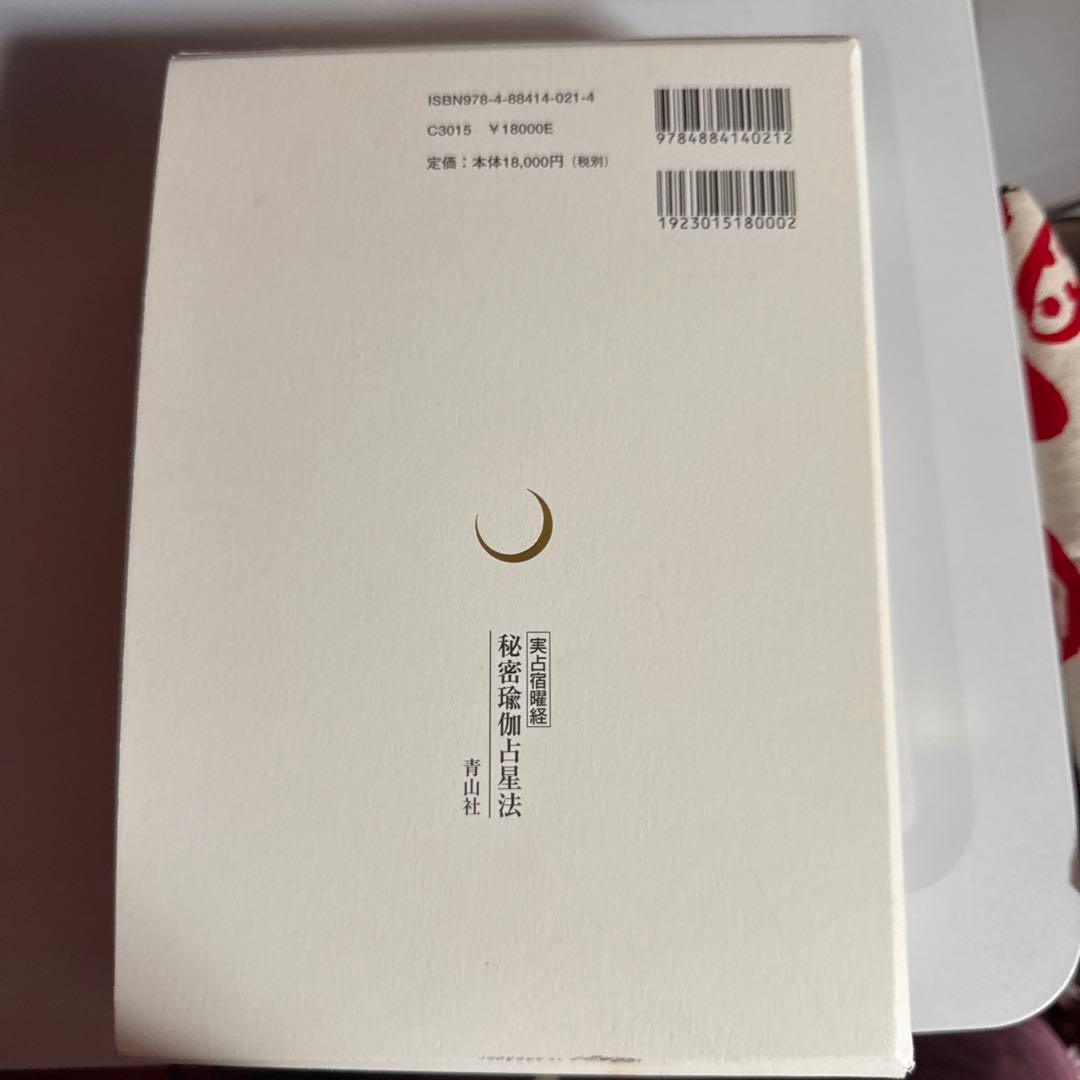 ISBN978-4-88414-021-4
C3015 ￥18000E
定価：本体18,000円（税別）
9784884140212
1923015180002
実占宿曜経
秘密瑜伽占星法
青山社